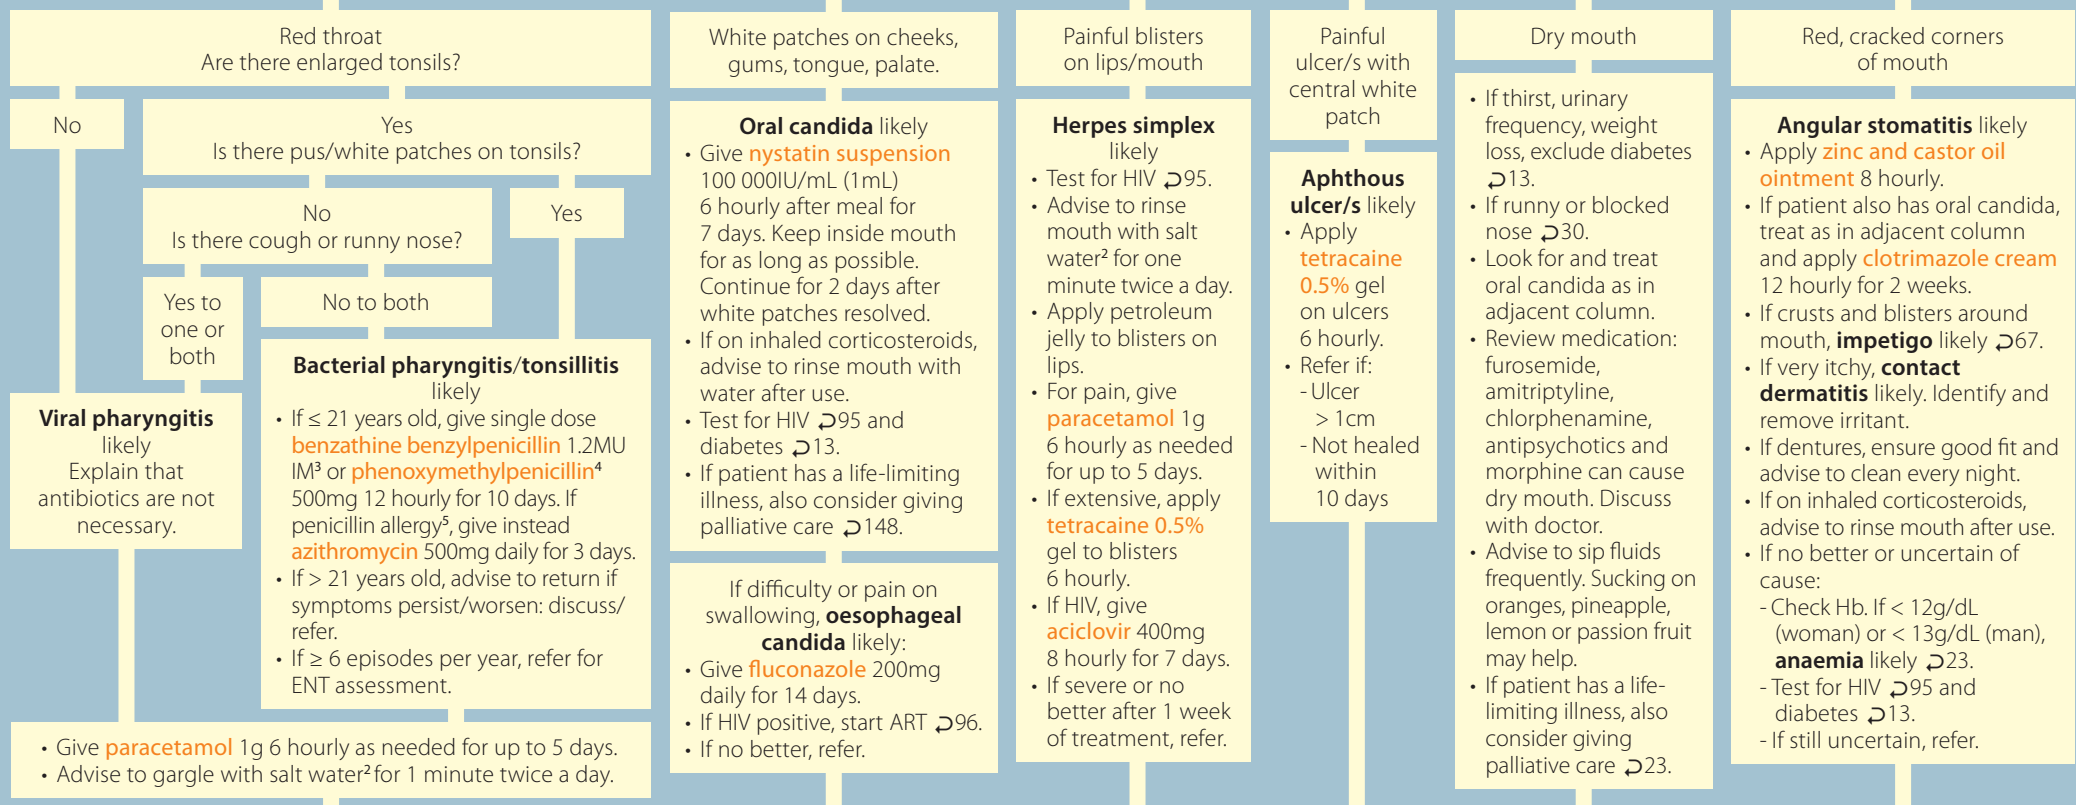 Red throat
Are there enlarged tonsils?
No
Yes
Is there pus/white patches on tonsils?
No
Is there cough or runny nose?
Yes
Yes to
one or
both
No to both
Viral pharyngitis
likely
Explain that
antibiotics are not
necessary.
Bacterial pharyngitis/tonsillitis
likely
• If ≤ 21 years old, give single dose
benzathine benzylpenicillin 1.2MU
IM³ or phenoxymethylpenicillin⁴
500mg 12 hourly for 10 days. If
penicillin allergy⁵, give instead
azithromycin 500mg daily for 3 days.
• If > 21 years old, advise to return if
symptoms persist/worsen: discuss/
refer.
• If ≥ 6 episodes per year, refer for
ENT assessment.
• Give paracetamol 1g 6 hourly as needed for up to 5 days.
• Advise to gargle with salt water² for 1 minute twice a day.
White patches on cheeks,
gums, tongue, palate.
Oral candida likely
• Give nystatin suspension
100 000IU/mL (1mL)
6 hourly after meal for
7 days. Keep inside mouth
for as long as possible.
Continue for 2 days after
white patches resolved.
• If on inhaled corticosteroids,
advise to rinse mouth with
water after use.
• Test for HIV ⮌95 and
diabetes ⮌13.
• If patient has a life-limiting
illness, also consider giving
palliative care ⮌148.
If difficulty or pain on
swallowing, oesophageal
candida likely:
• Give fluconazole 200mg
daily for 14 days.
• If HIV positive, start ART ⮌96.
• If no better, refer.
Painful blisters
on lips/mouth
Herpes simplex
likely
• Test for HIV ⮌95.
• Advise to rinse
mouth with salt
water² for one
minute twice a day.
• Apply petroleum
jelly to blisters on
lips.
• For pain, give
paracetamol 1g
6 hourly as needed
for up to 5 days.
• If extensive, apply
tetracaine 0.5%
gel to blisters
6 hourly.
• If HIV, give
aciclovir 400mg
8 hourly for 7 days.
• If severe or no
better after 1 week
of treatment, refer.
Painful
ulcer/s with
central white
patch
Aphthous
ulcer/s likely
• Apply
tetracaine
0.5% gel
on ulcers
6 hourly.
• Refer if:
- Ulcer
> 1cm
- Not healed
within
10 days
Dry mouth
• If thirst, urinary
frequency, weight
loss, exclude diabetes
⮌13.
• If runny or blocked
nose ⮌30.
• Look for and treat
oral candida as in
adjacent column.
• Review medication:
furosemide,
amitriptyline,
chlorphenamine,
antipsychotics and
morphine can cause
dry mouth. Discuss
with doctor.
• Advise to sip fluids
frequently. Sucking on
oranges, pineapple,
lemon or passion fruit
may help.
• If patient has a life-
limiting illness, also
consider giving
palliative care ⮌23.
Red, cracked corners
of mouth
Angular stomatitis likely
• Apply zinc and castor oil
ointment 8 hourly.
• If patient also has oral candida,
treat as in adjacent column
and apply clotrimazole cream
12 hourly for 2 weeks.
• If crusts and blisters around
mouth, impetigo likely ⮌67.
• If very itchy, contact
dermatitis likely. Identify and
remove irritant.
• If dentures, ensure good fit and
advise to clean every night.
• If on inhaled corticosteroids,
advise to rinse mouth after use.
• If no better or uncertain of
cause:
- Check Hb. If < 12g/dL
(woman) or < 13g/dL (man),
anaemia likely ⮌23.
- Test for HIV ⮌95 and
diabetes ⮌13.
- If still uncertain, refer.